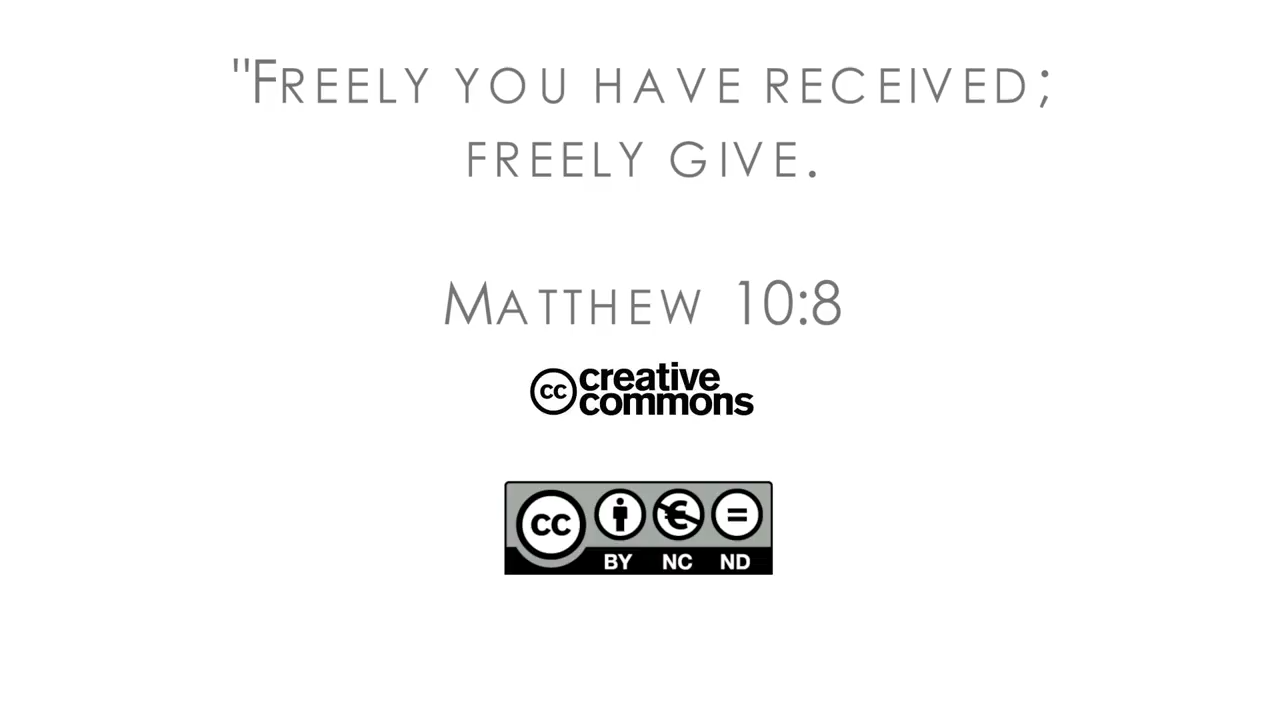 "FREELY YOU HAVE RECEIVED;
FREELY GIVE.
MATTHEW 10:8
cc creative
commons
cc BY NC ND